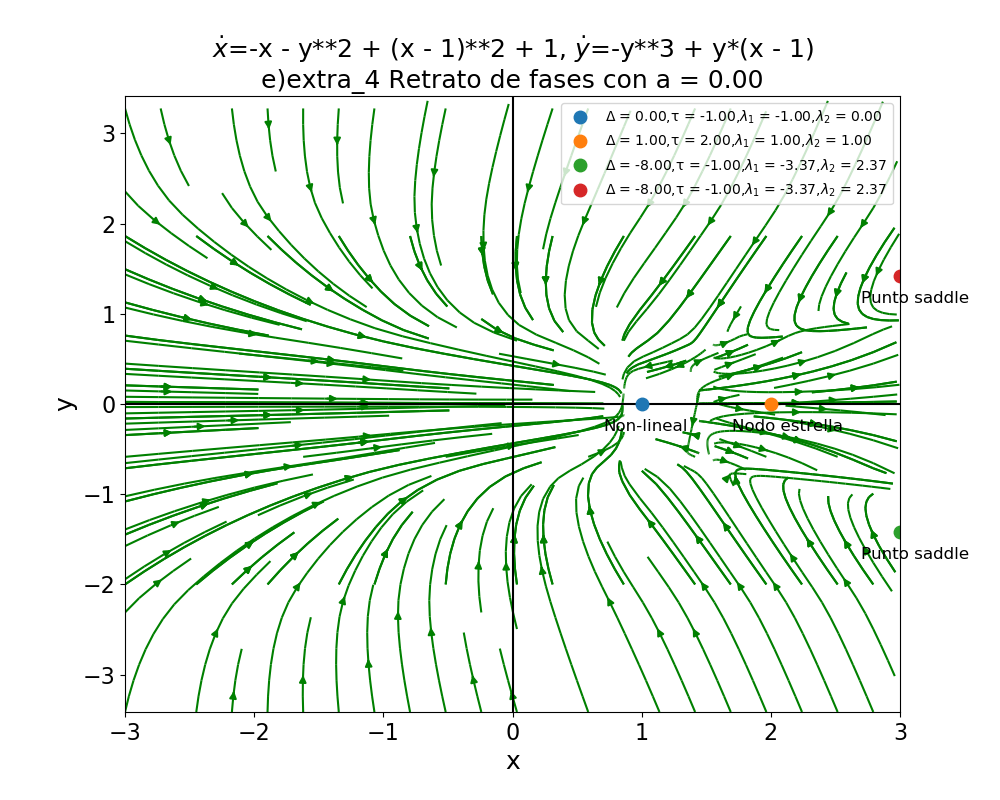 ẋ=-x - y**2 + (x - 1)**2 + 1, ẏ=-y**3 + y*(x - 1)
e)extra_4 Retrato de fases con a = 0.00
Δ = 0.00,τ = -1.00,λ₁ = -1.00,λ₂ = 0.00
Δ = 1.00,τ = 2.00,λ₁ = 1.00,λ₂ = 1.00
Δ = -8.00,τ = -1.00,λ₁ = -3.37,λ₂ = 2.37
Δ = -8.00,τ = -1.00,λ₁ = -3.37,λ₂ = 2.37
3
2
1
0
−1
−2
−3
y
Punto saddle
Non-lineal
Nodo estrella
Punto saddle
−3
−2
−1
0
1
2
3
x